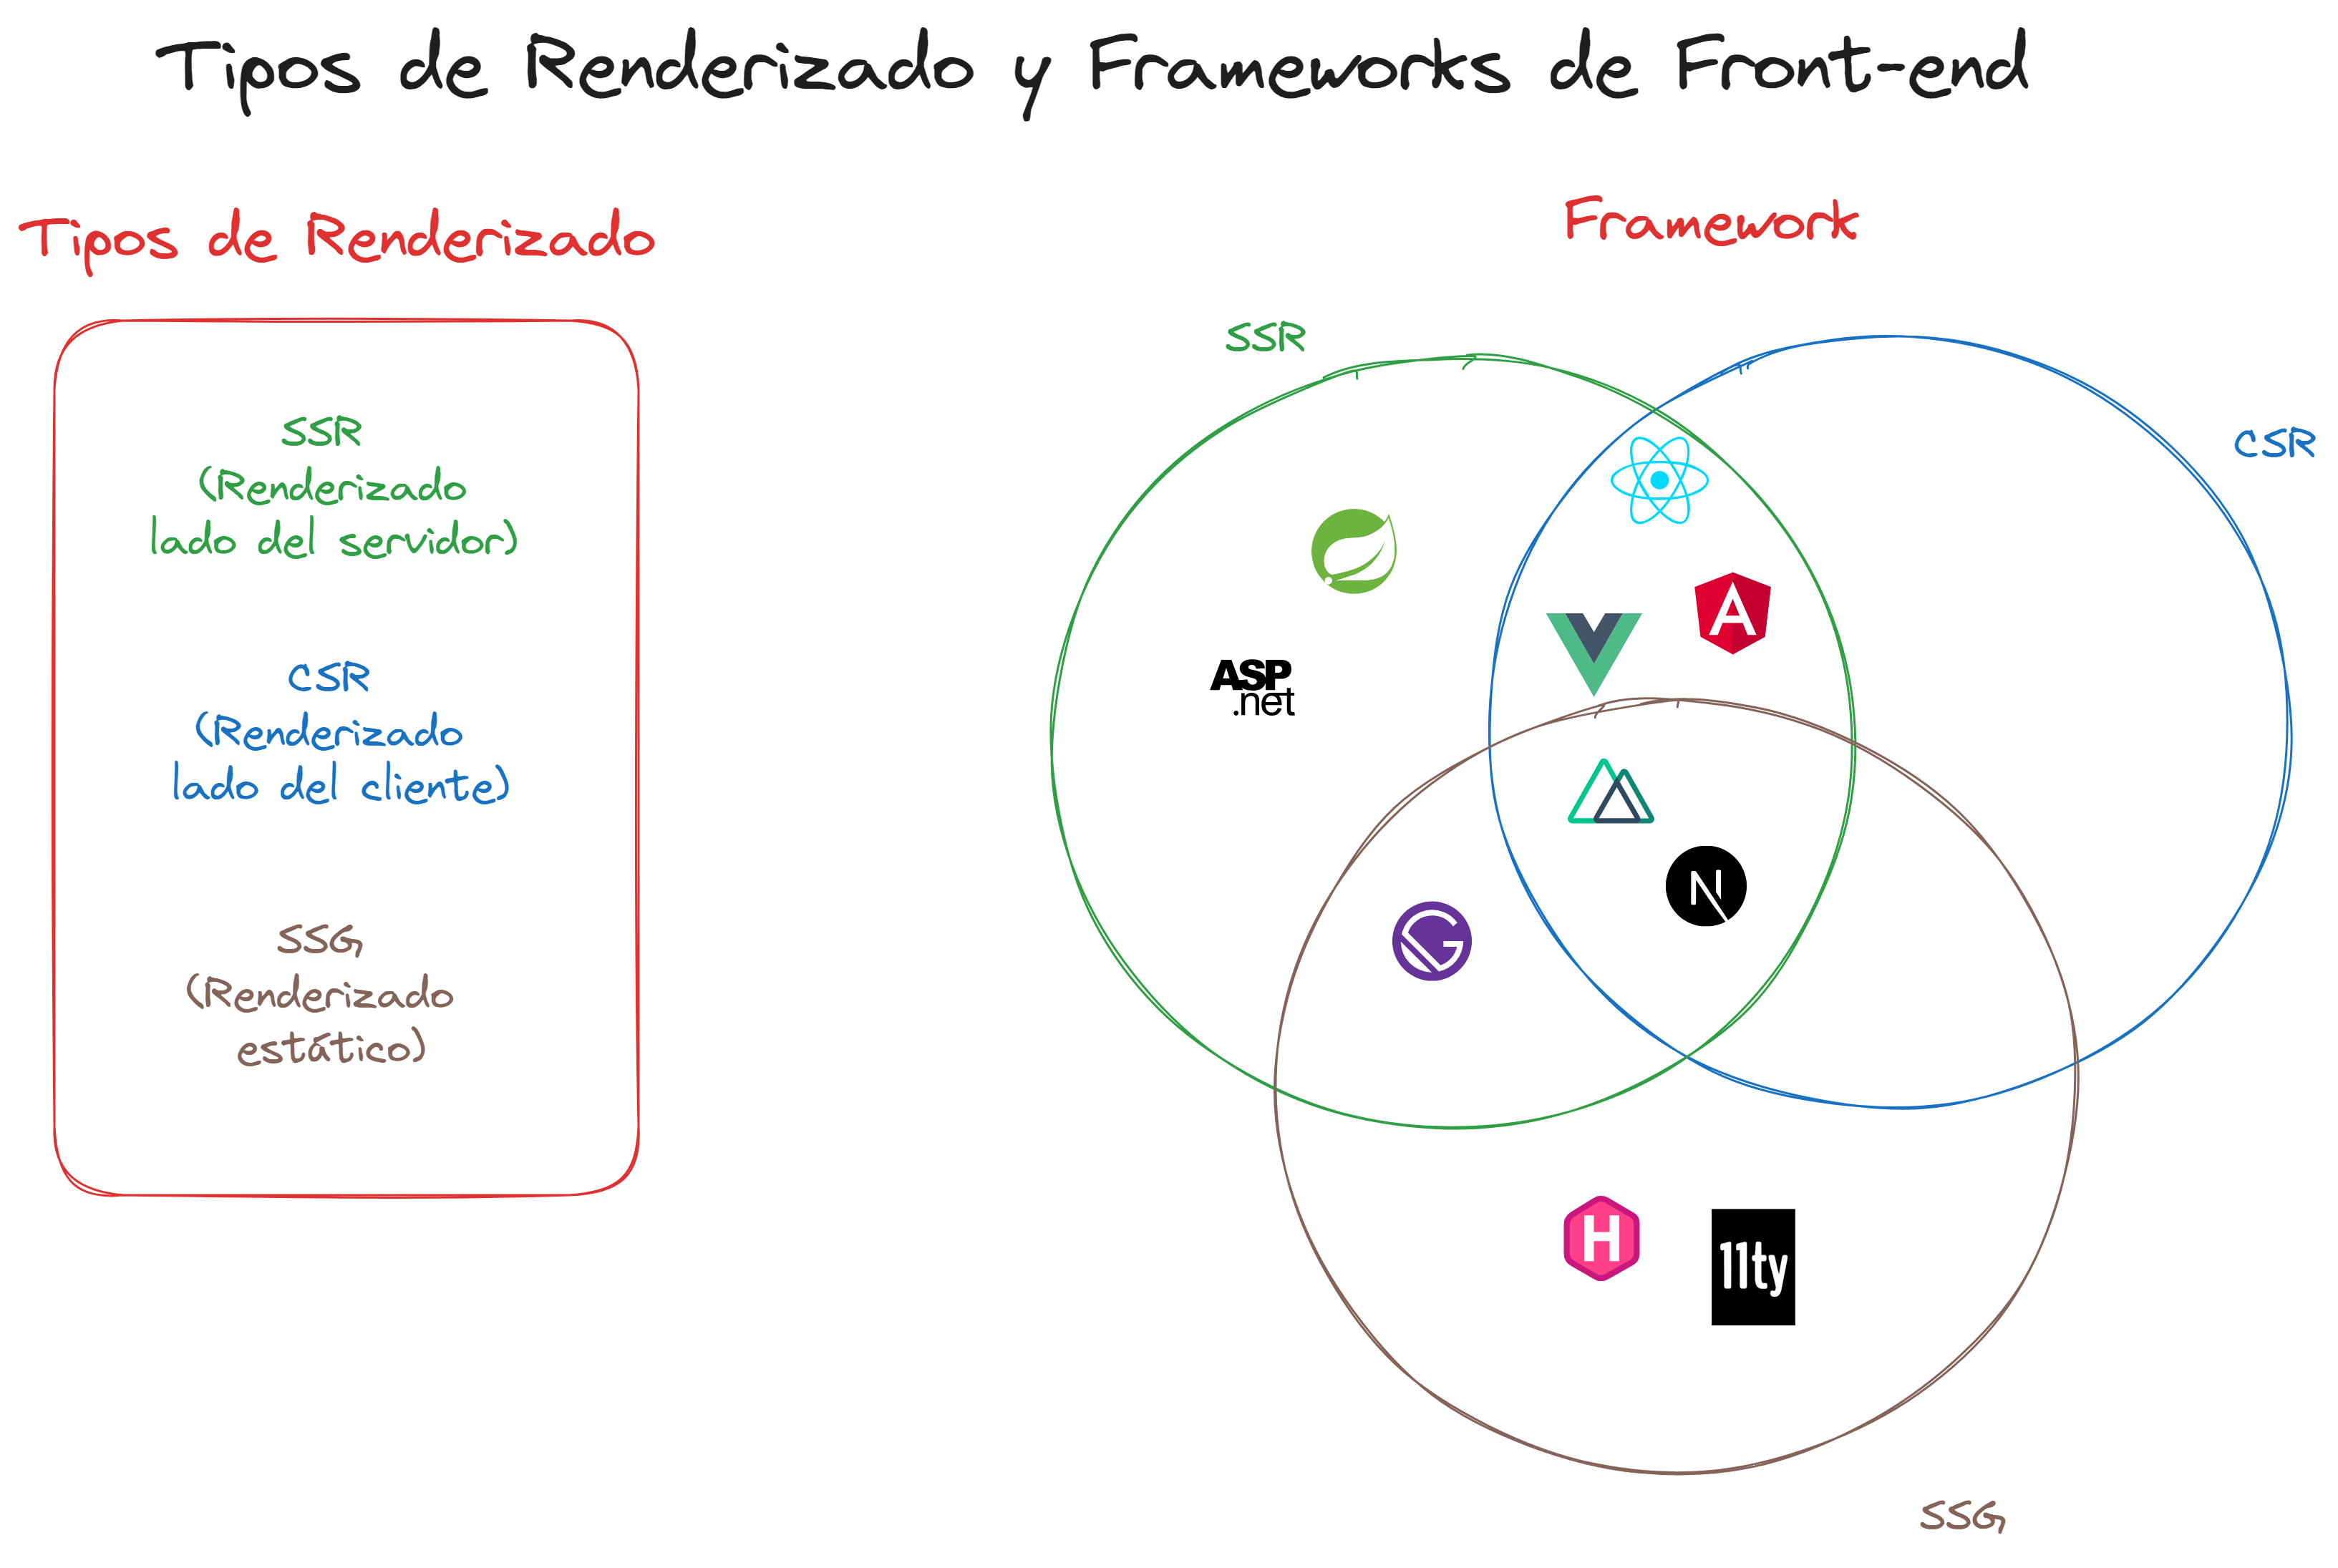 Tipos de Renderizado y Frameworks de Front-end
Tipos de Renderizado
SSR
(Renderizado
lado del servidor)
CSR
(Renderizado
lado del cliente)
SSG
(Renderizado
estático)
Framework
SSR
CSR
ASP
.net
A
N
G
H
11ty
SSG